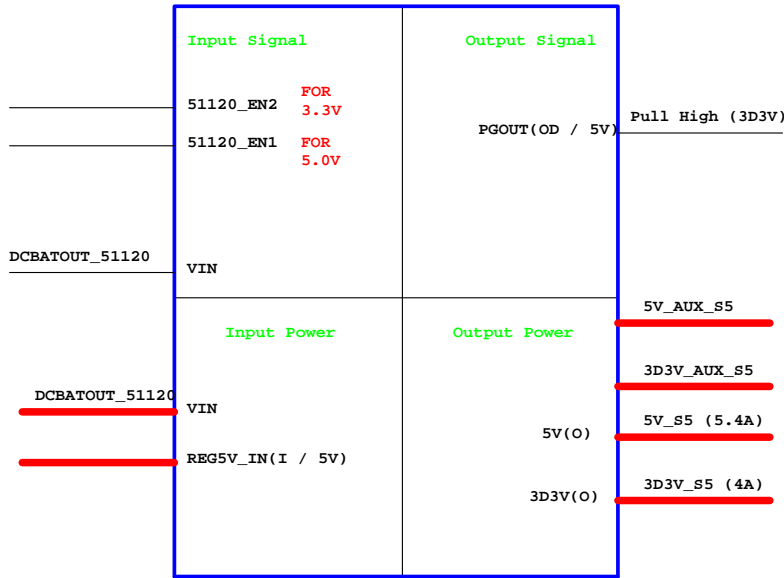 Input Signal
Output Signal
51120_EN2
FOR
3.3V
51120_EN1
FOR
5.0V
PGOUT(OD / 5V)
Pull High (3D3V)
DCBATOUT_51120
VIN
Input Power
Output Power
5V_AUX_S5
3D3V_AUX_S5
DCBATOUT_51120
VIN
5V(O)
5V_S5 (5.4A)
REG5V_IN(I / 5V)
3D3V(O)
3D3V_S5 (4A)